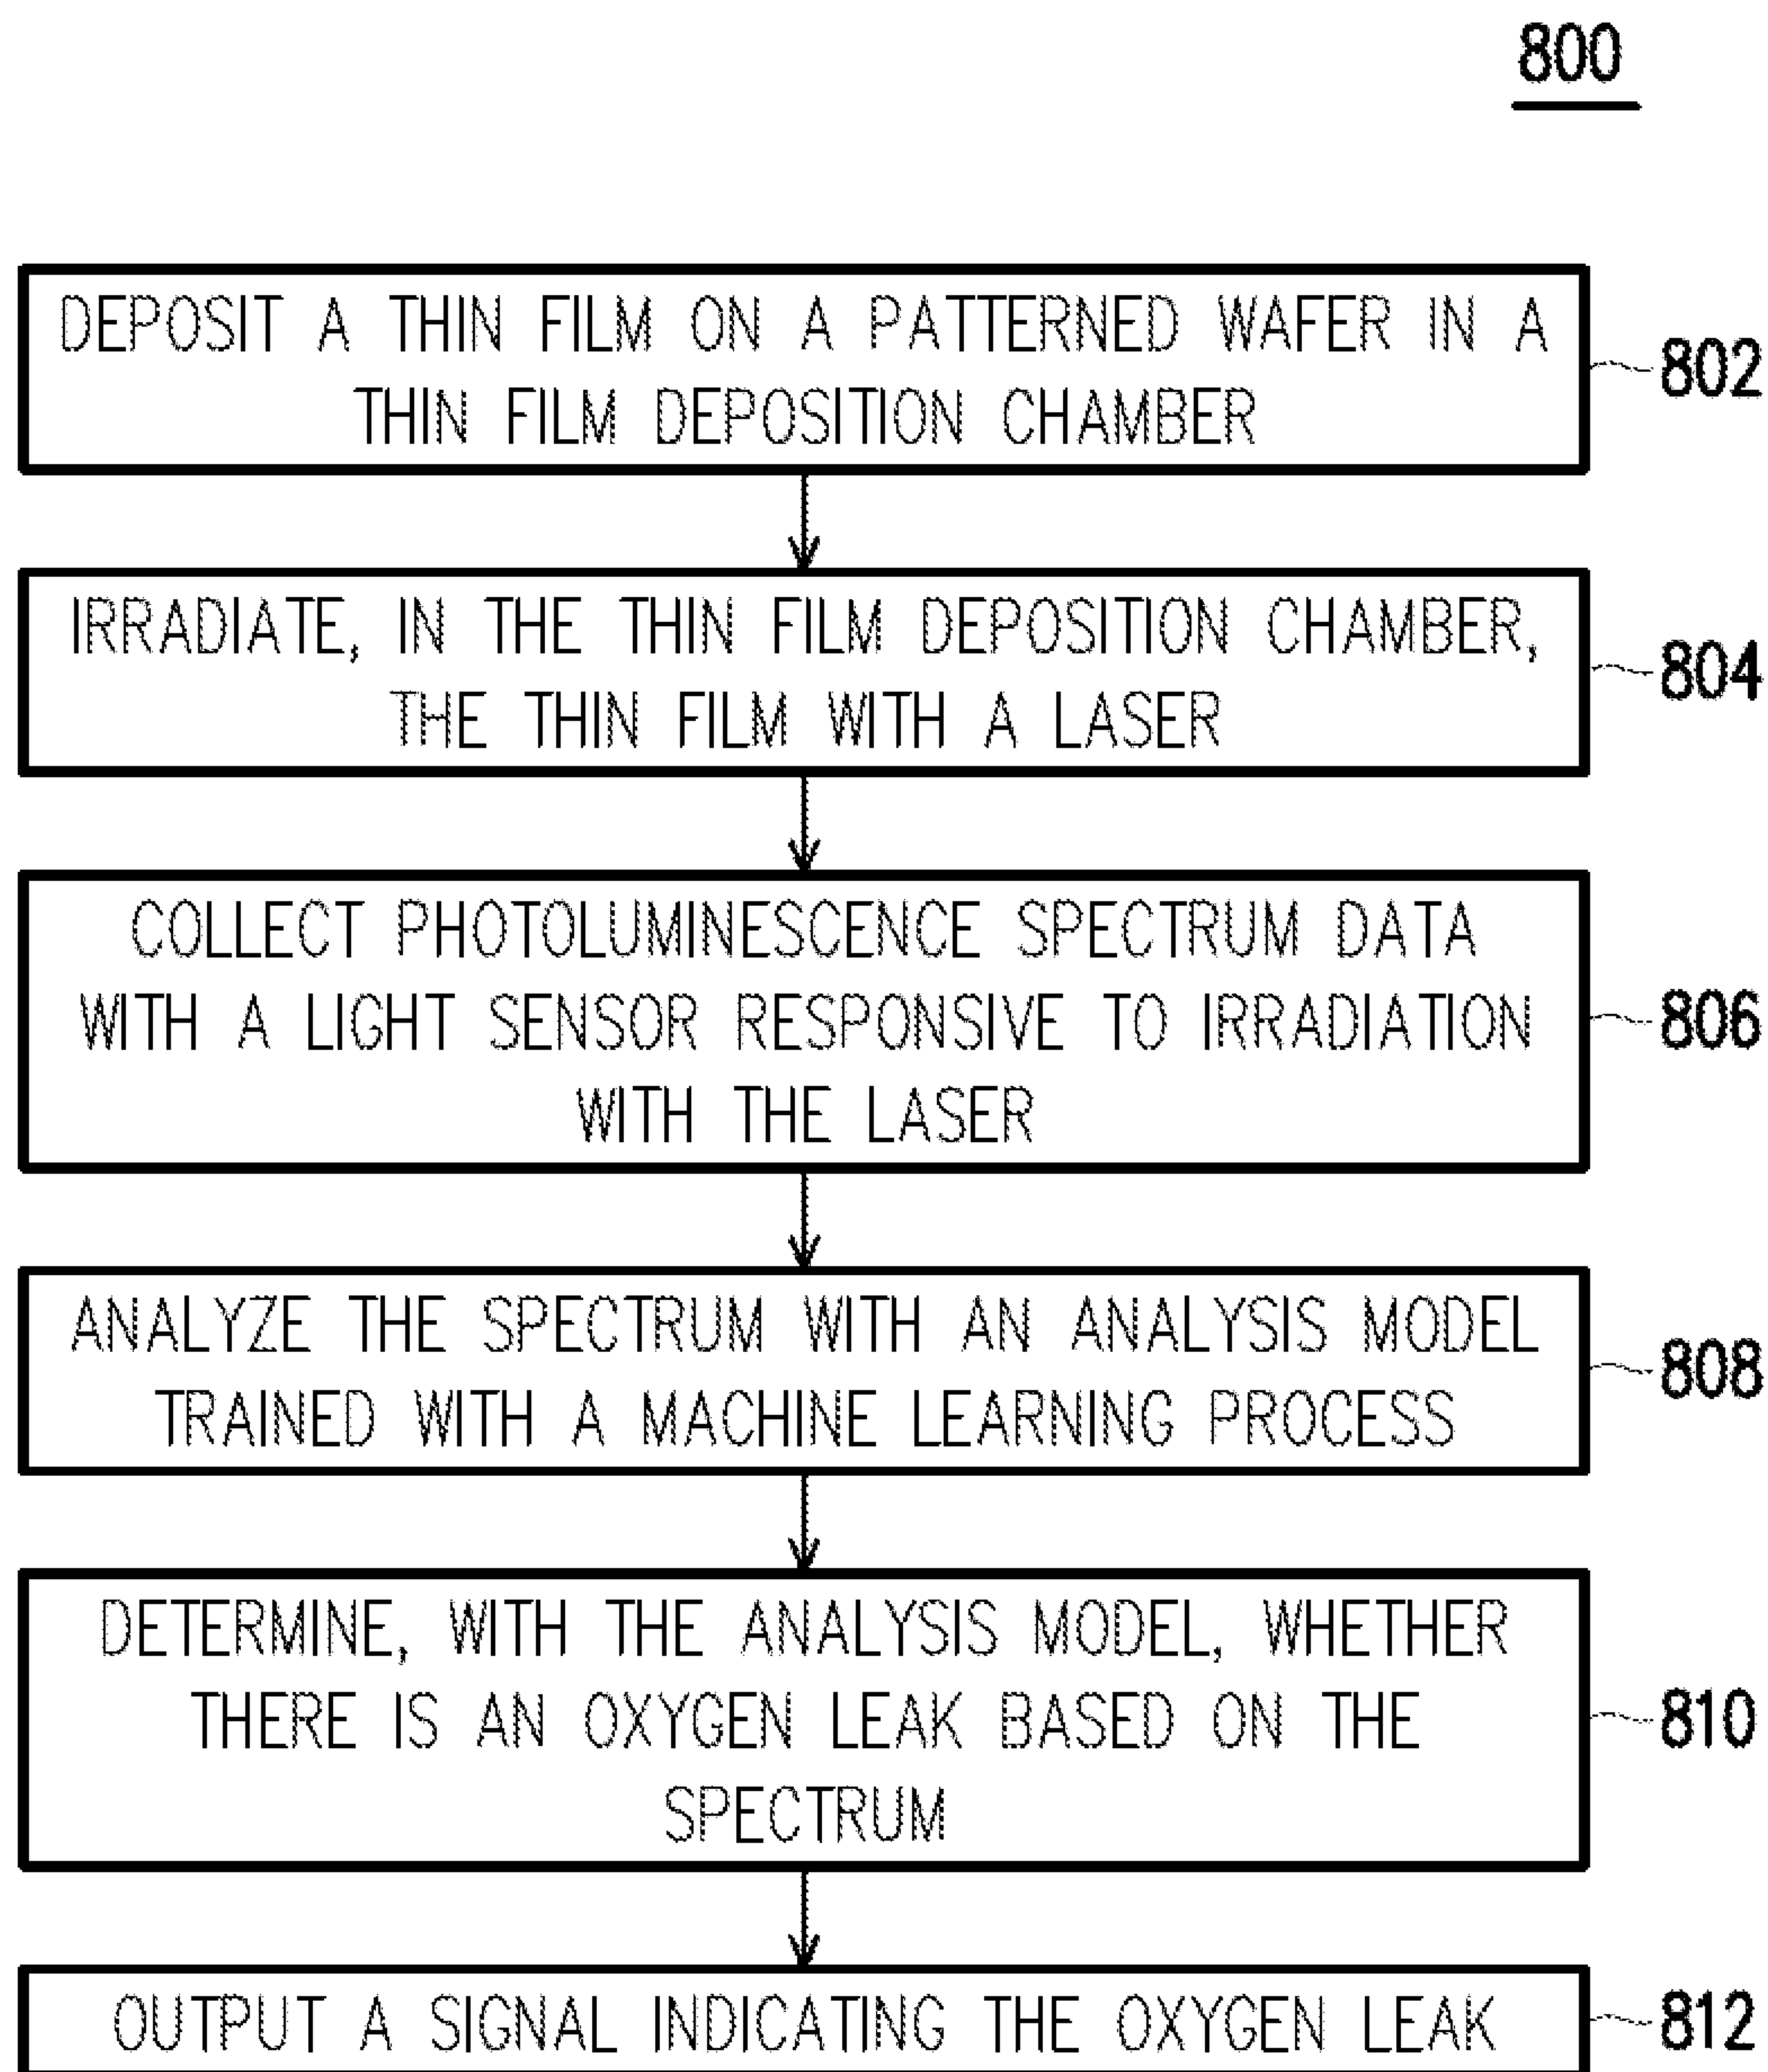 800
DEPOSIT A THIN FILM ON A PATTERNED WAFER IN A
THIN FILM DEPOSITION CHAMBER
802
IRRADIATE, IN THE THIN FILM DEPOSITION CHAMBER,
THE THIN FILM WITH A LASER
804
COLLECT PHOTOLUMINESCENCE SPECTRUM DATA
WITH A LIGHT SENSOR RESPONSIVE TO IRRADIATION
WITH THE LASER
806
ANALYZE THE SPECTRUM WITH AN ANALYSIS MODEL
TRAINED WITH A MACHINE LEARNING PROCESS
808
DETERMINE, WITH THE ANALYSIS MODEL, WHETHER
THERE IS AN OXYGEN LEAK BASED ON THE
SPECTRUM
810
OUTPUT A SIGNAL INDICATING THE OXYGEN LEAK
812